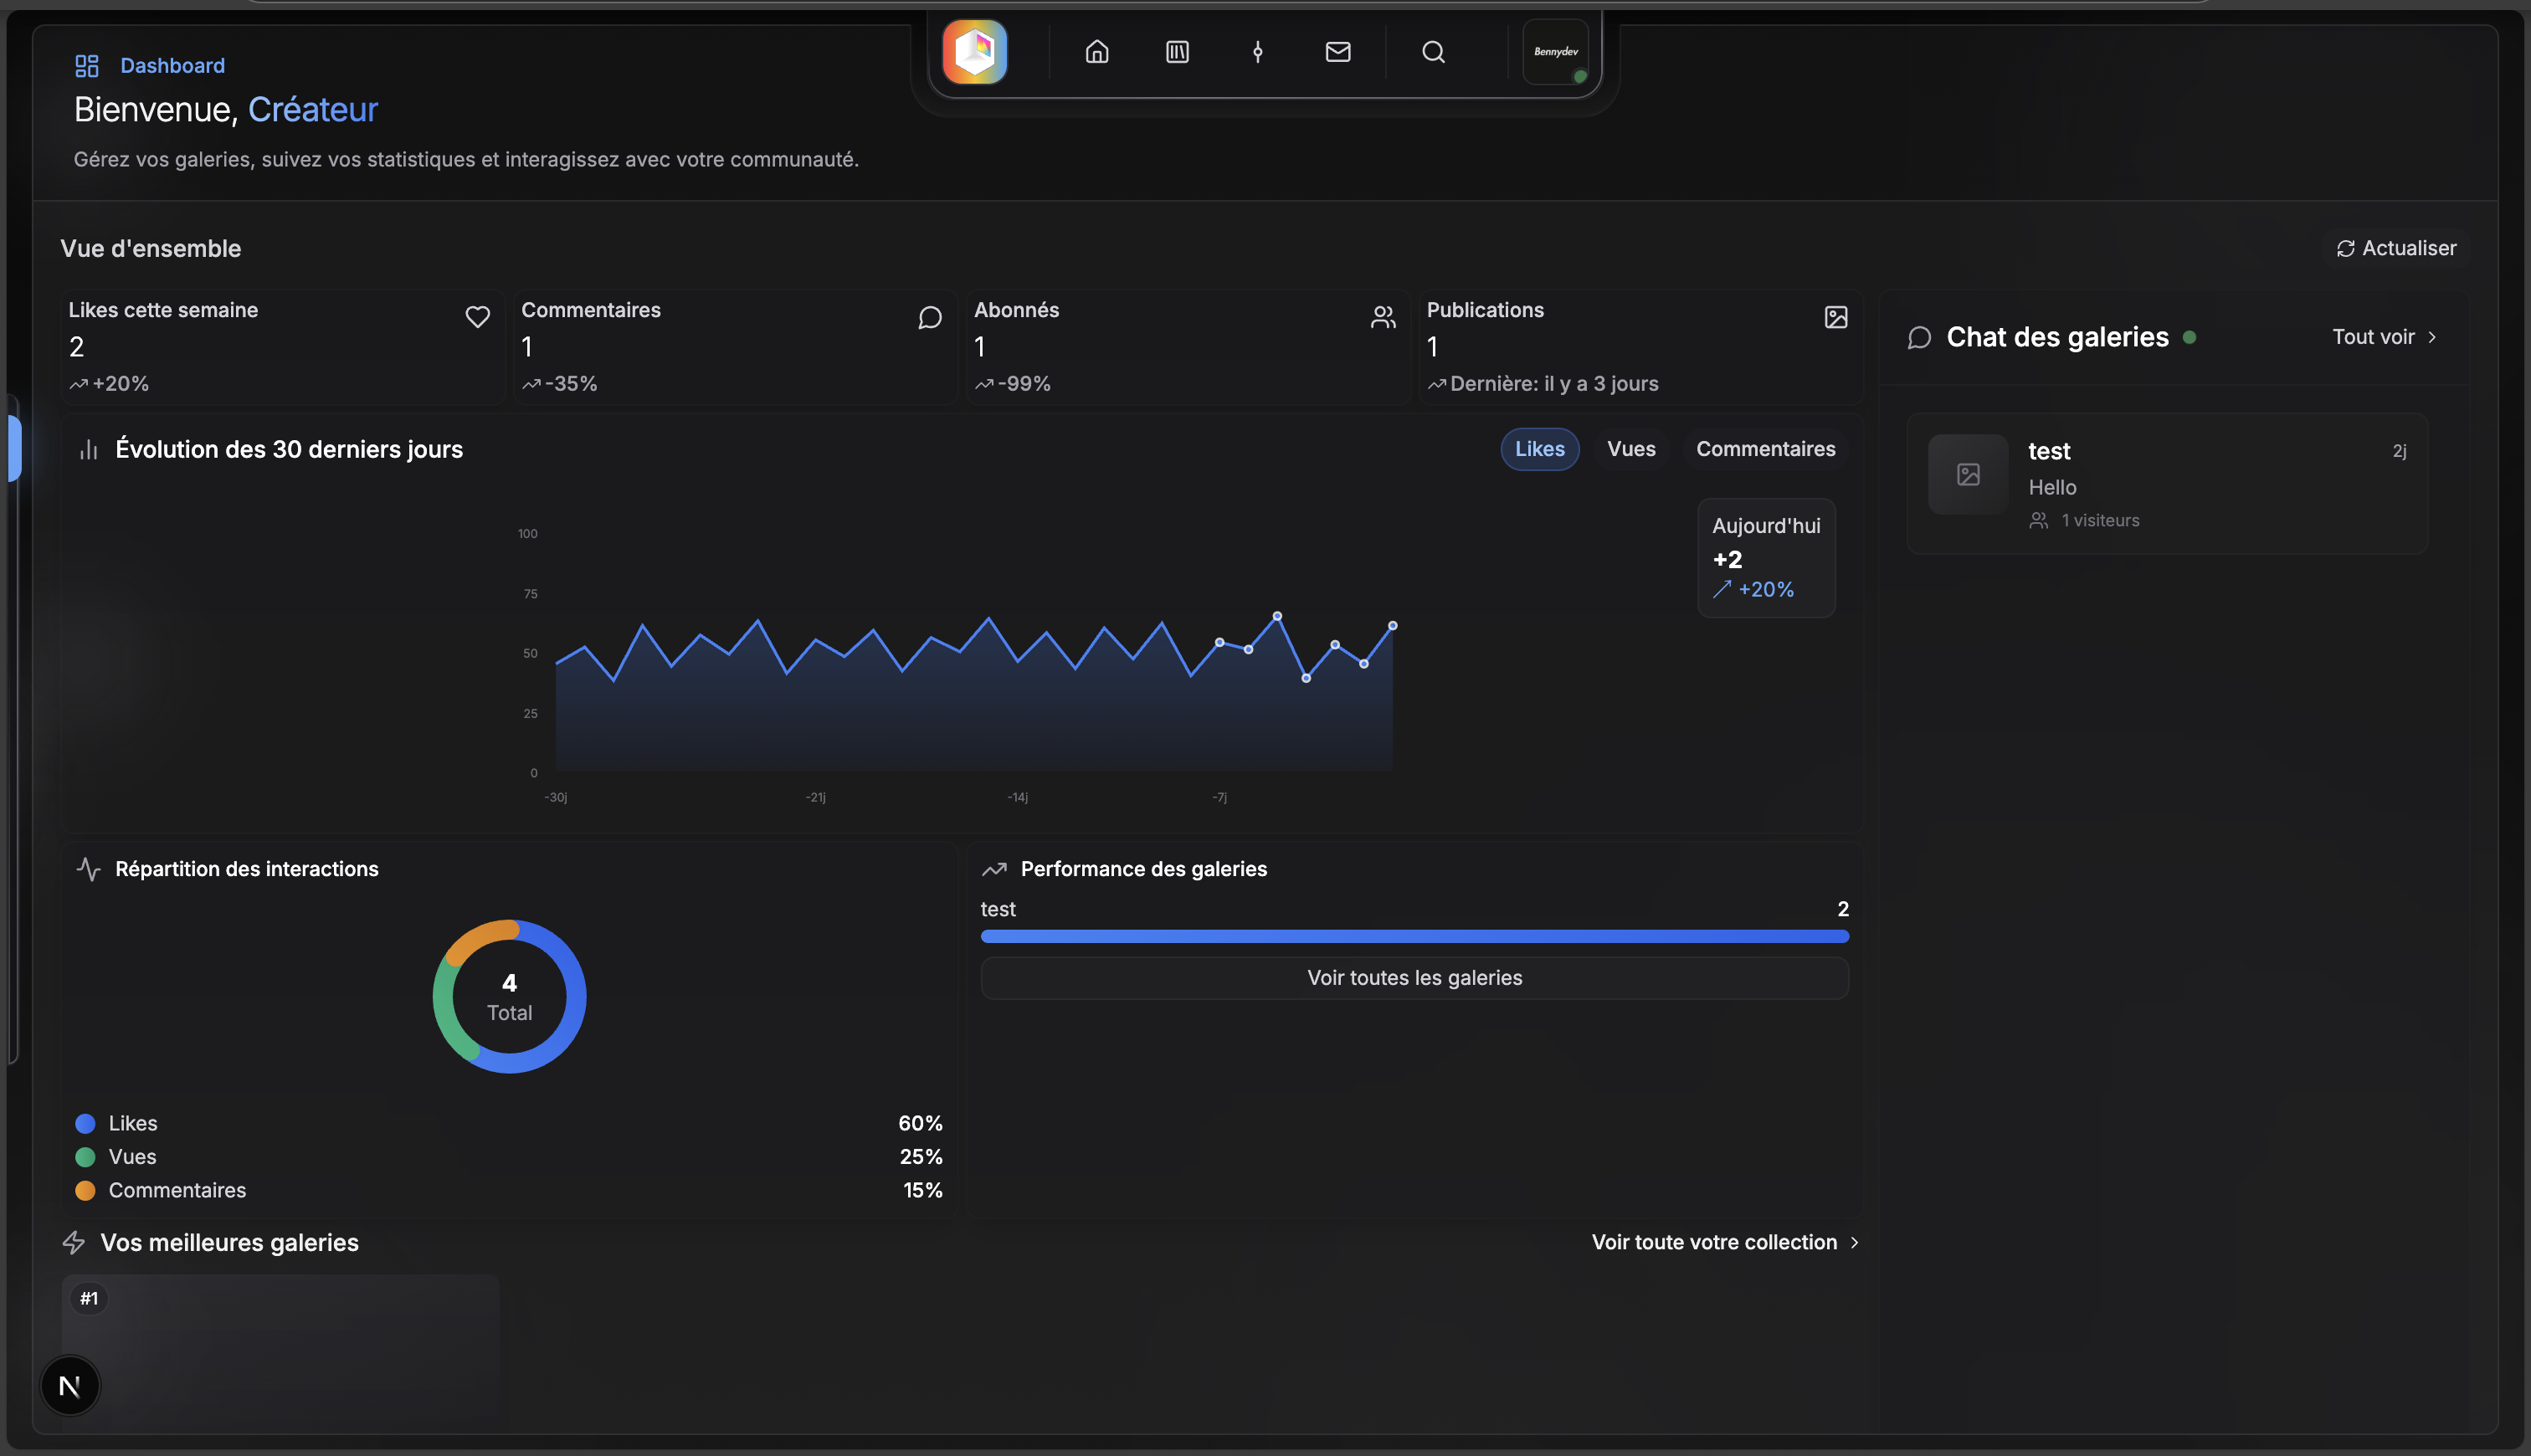 Bennydev
Dashboard
Bienvenue, Créateur
Gérez vos galeries, suivez vos statistiques et interagissez avec votre communauté.
Vue d'ensemble
Actualiser
Likes cette semaine
2
+20%
Commentaires
1
-35%
Abonnés
1
-99%
Publications
1
Dernière: il y a 3 jours
Chat des galeries
Tout voir
test
2j
Hello
1 visiteurs
Évolution des 30 derniers jours
Likes
Vues
Commentaires
Aujourd'hui
+2
+20%
100
75
50
25
0
-30j
-21j
-14j
-7j
Répartition des interactions
4
Total
Likes
60%
Vues
25%
Commentaires
15%
Performance des galeries
test
2
Voir toutes les galeries
Vos meilleures galeries
Voir toute votre collection
#1
N